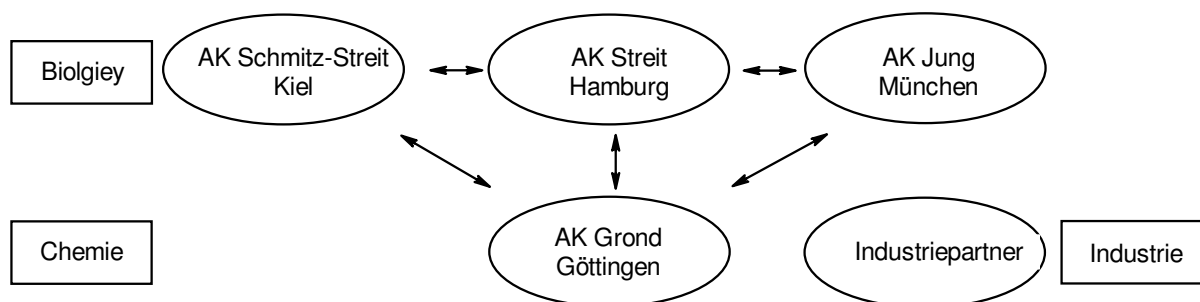 Biolgiey
AK Schmitz-Streit
Kiel
AK Streit
Hamburg
AK Jung
München
Chemie
AK Grond
Göttingen
Industriepartner
Industrie